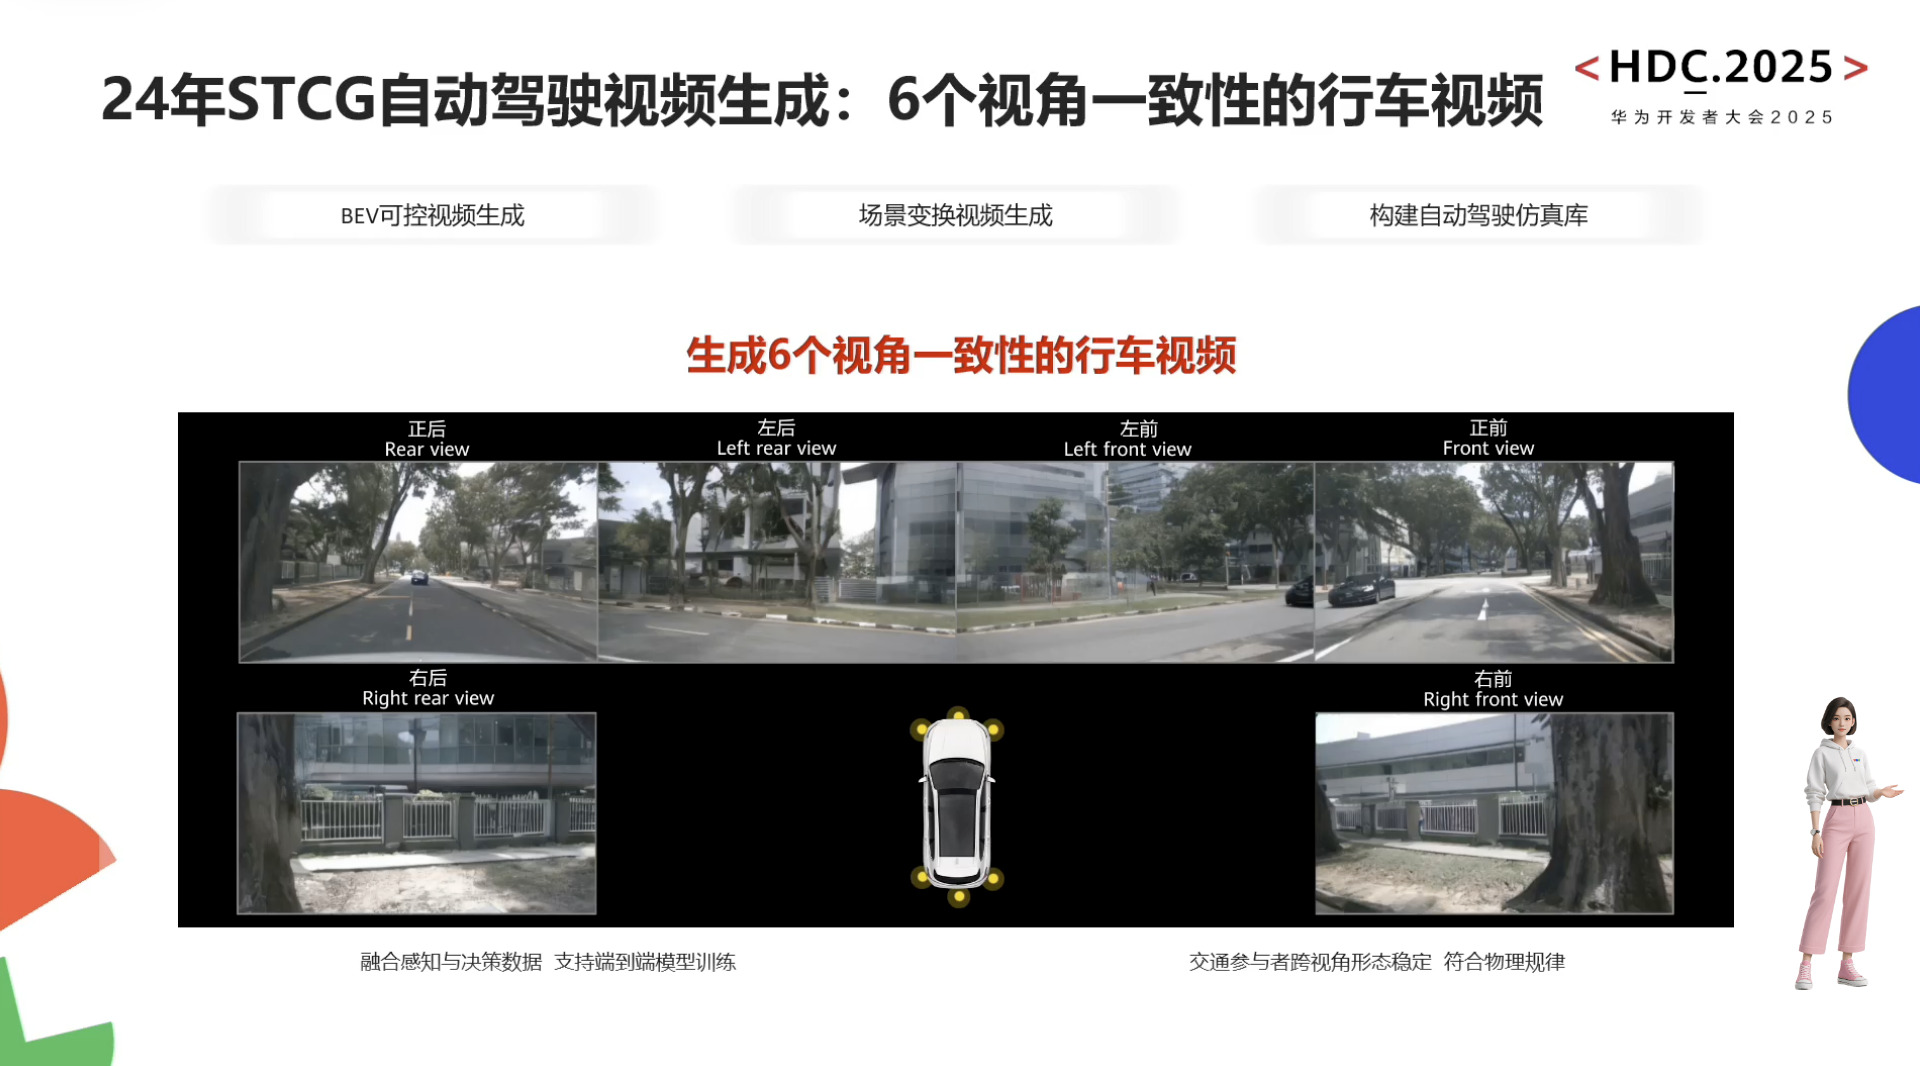 24年STCG自动驾驶视频生成：6个视角一致性的行车视频
<HDC.2025>
华为开发者大会2025
BEV可控视频生成
场景变换视频生成
构建自动驾驶仿真库
生成6个视角一致性的行车视频
正后
Rear view
左后
Left rear view
左前
Left front view
正前
Front view
右后
Right rear view
右前
Right front view
融合感知与决策数据 支持端到端模型训练
交通参与者跨视角形态稳定 符合物理规律